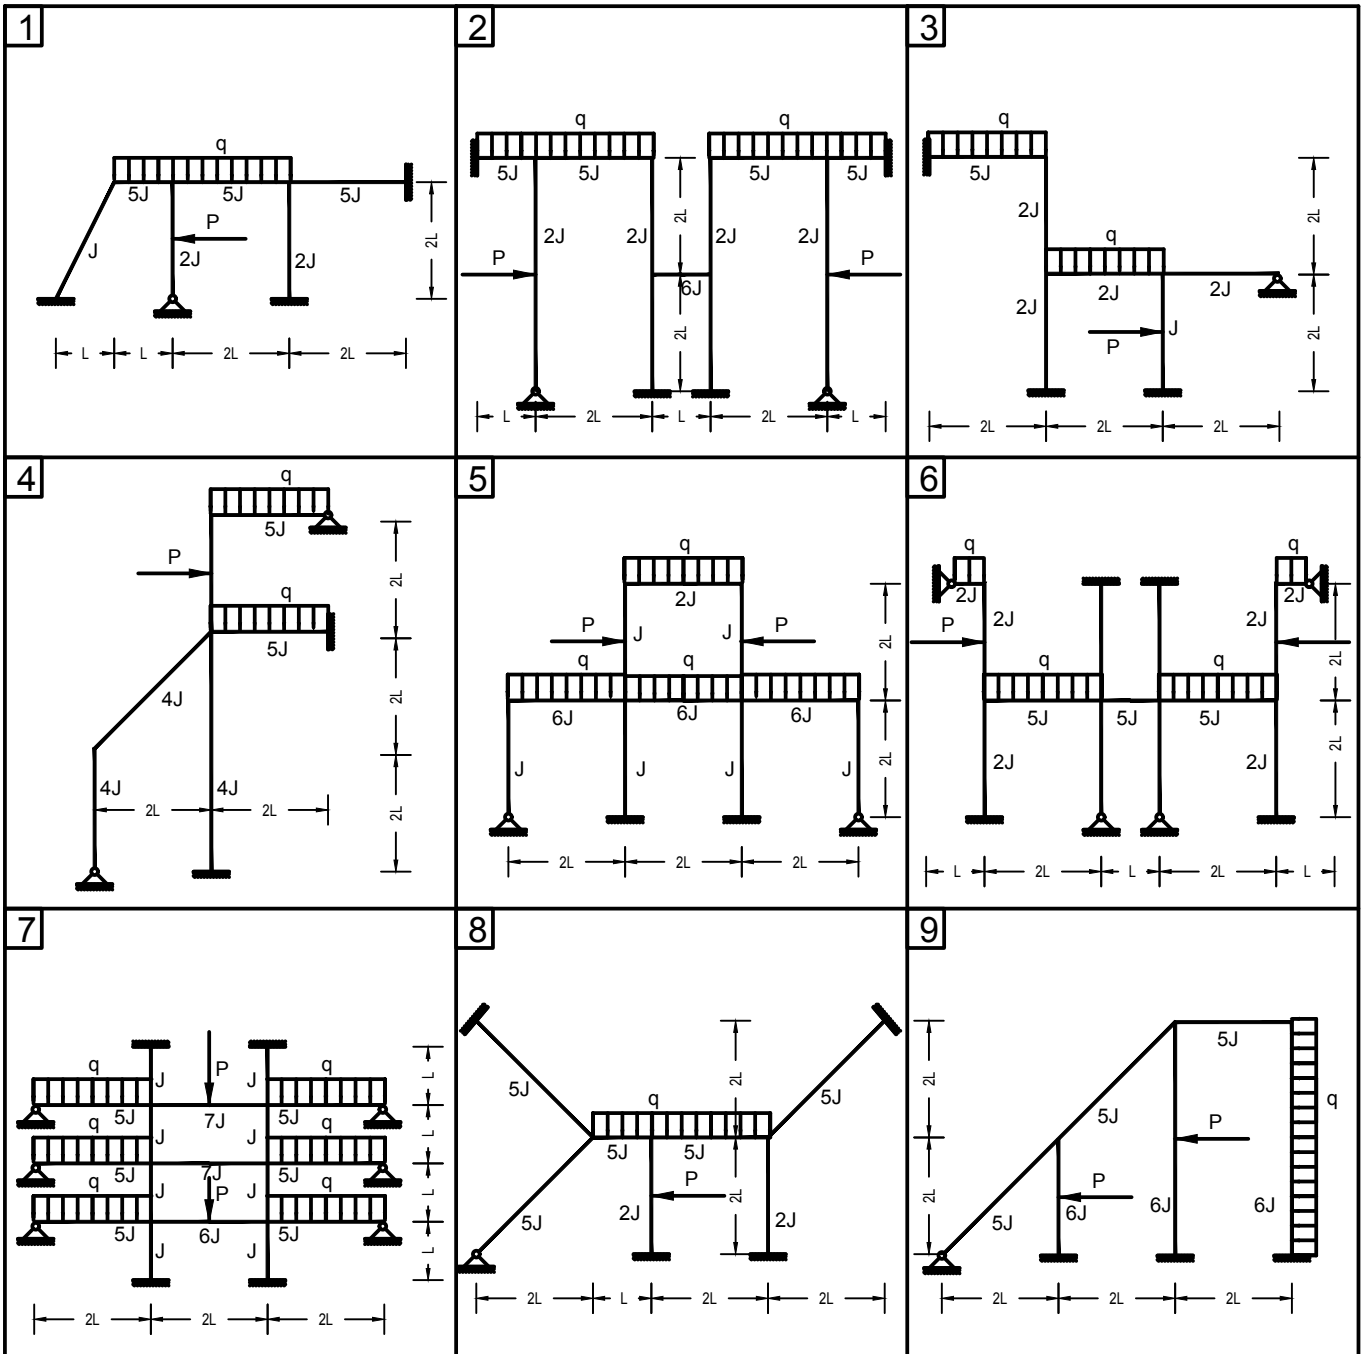 1
q
5J 5J 5J
P
J 2J 2J
2L
L L 2L 2L
2
q q
5J 5J 5J 5J
2J 2J 2J 2J
2L
P P
6J
2L
L 2L L 2L L
3
q
5J
2J
2L
q
2J 2J
2J
J
P
2L
2L 2L 2L
4
q
5J
P
2L
q
5J
4J
2L
4J 4J
2L 2L
2L
5
q
2J
P P
J J
2L
q q
6J 6J 6J
J J J J
2L
2L 2L 2L
6
q q
2J 2J
2J 2J
P
2L
q q
5J 5J 5J
2J 2J
2L
L 2L L 2L L
7
q P q
J J
L
5J 7J 5J
q q
J J
L
5J 7J 5J
q P q
J J
L
5J 6J 5J
J J
L
2L 2L 2L
8
5J 5J
2L
q
5J 5J
P
2J 2J
2L
2L L 2L 2L
9
5J
2L
q
5J
P
P
5J 6J 6J 6J
2L
2L 2L 2L